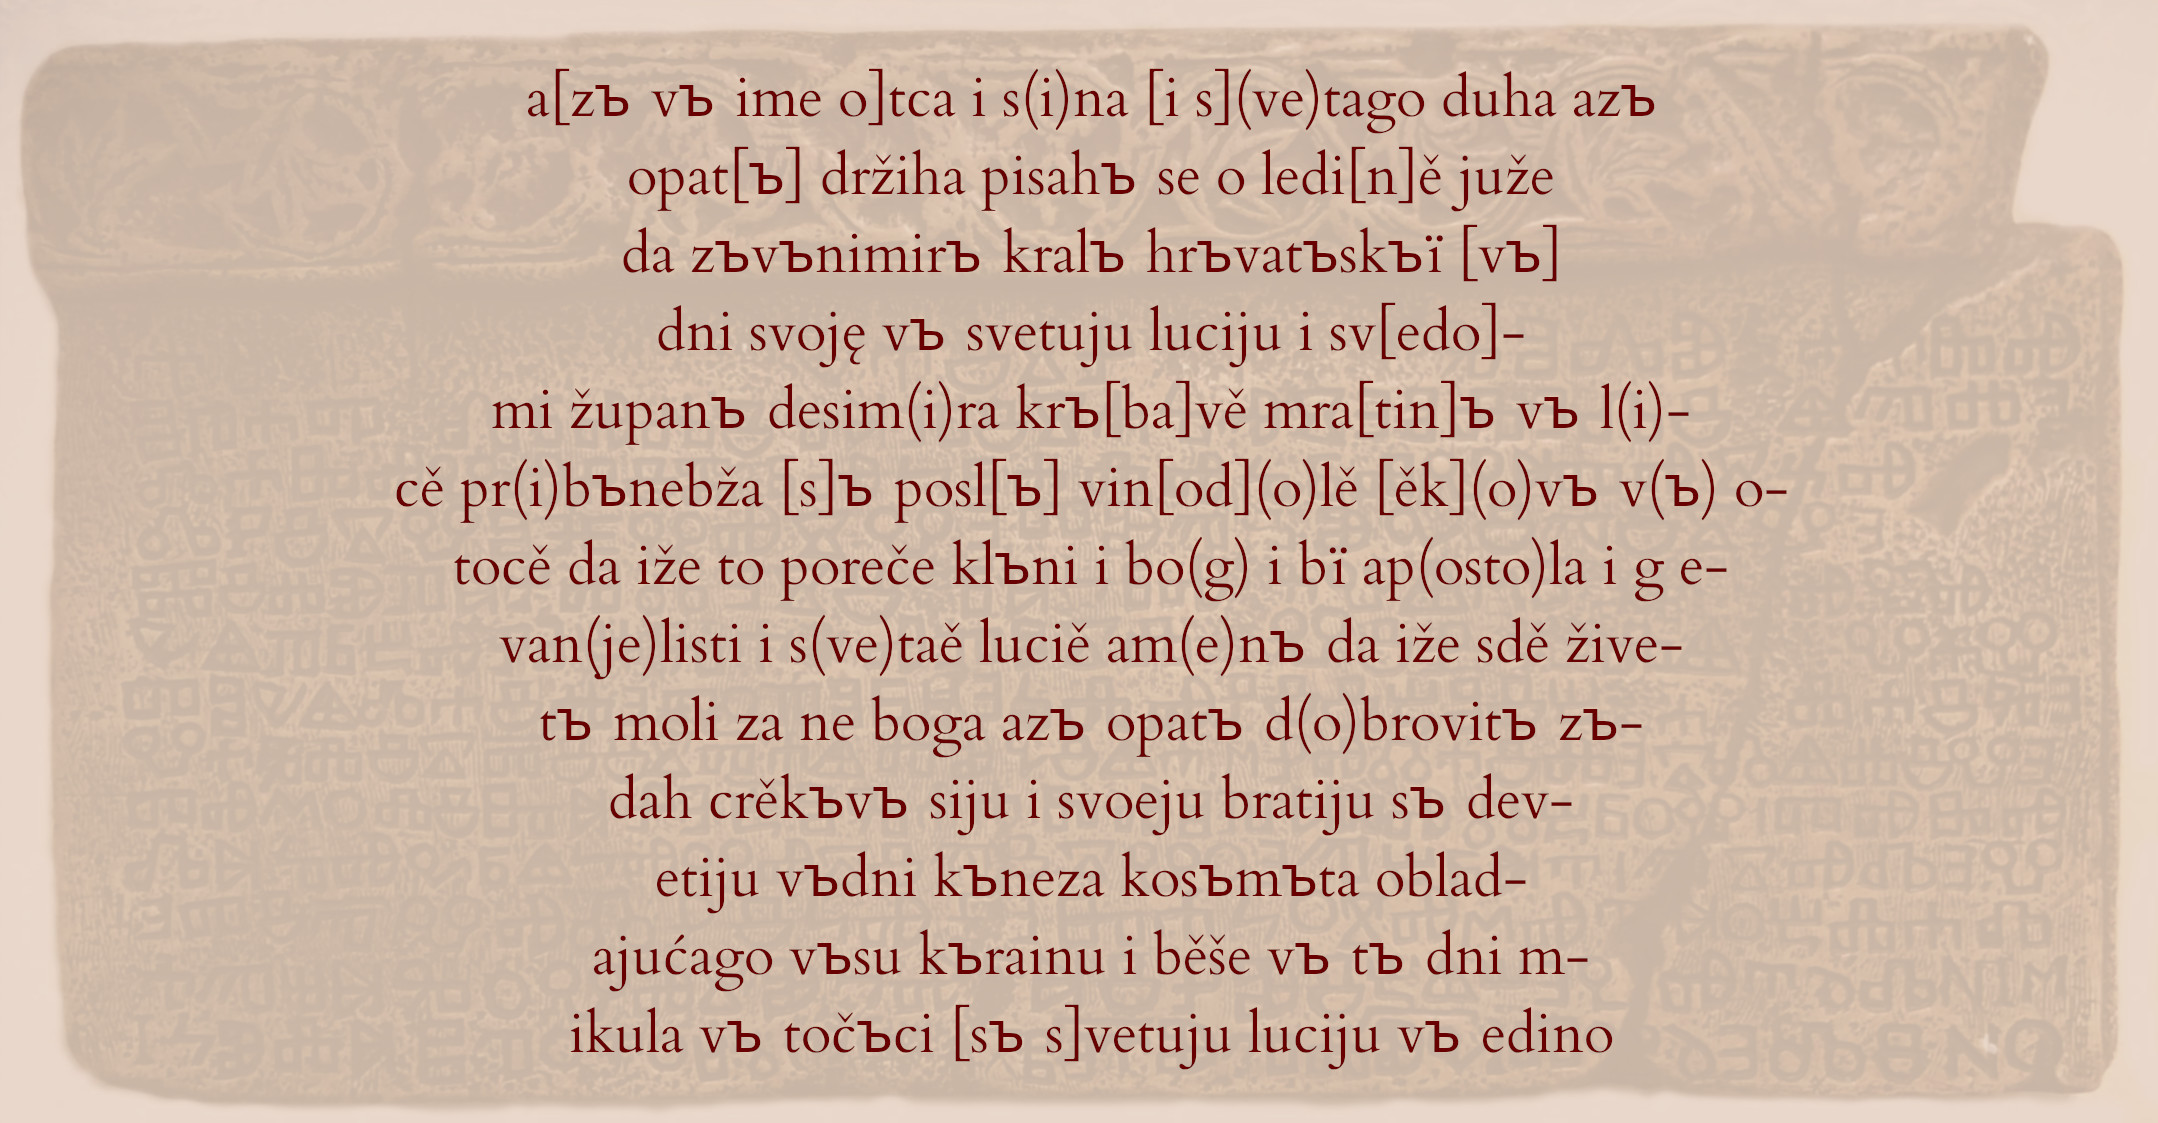 a[zъ vъ ime o]tca i s(i)na [i s](ve)tago duha azъ
opat[ъ] držiha pisahъ se o ledi[n]ě juže
da zъvъnimirъ kralъ hrъvatъskъï [vъ]
dni svoję vъ svetuju luciju i sv[edo]-
mi županъ desim(i)ra krъ[ba]vě mra[tin]ъ vъ l(i)-
cě pr(i)bъnebža [s]ъ posl[ъ] vin[od](o)lě [ěk](o)vъ v(ъ) o-
tocě da iže to poreče klъni i bo(g) i bï ap(osto)la i g e-
van(je)listi i s(ve)taě luciě am(e)nъ da iže sdě žive-
tъ moli za ne boga azъ opatъ d(o)brovitъ zъ-
dah crěkъvъ siju i svoeju bratiju sъ dev-
etiju vъdni kъneza kosъmъta oblad-
ajućago vъsu kъrainu i běše vъ tъ dni m-
ikula vъ točъci [sъ s]vetuju luciju vъ edino